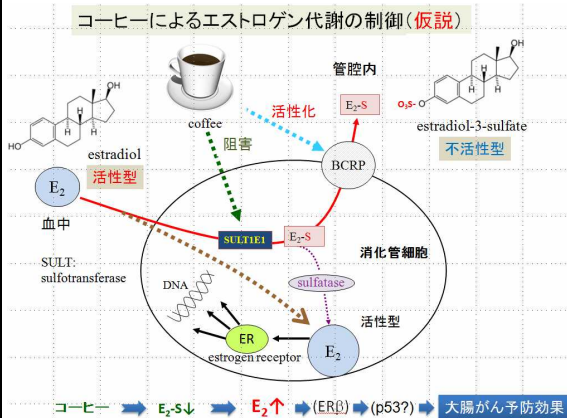 コーヒーによるエストロゲン代謝の制御(仮説)
管腔内
OH
OH
E₂-S
O₃S-O
H
H
H
H
H
H
HO
coffee
活性化
estradiol-3-sulfate
不活性型
estradiol
活性型
阻害
BCRP
E₂
血中
SULT1E1
E₂-S
消化管細胞
SULT:
sulfotransferase
DNA
sulfatase
活性型
ER
estrogen receptor
E₂
コーヒー E₂-S↓ E₂↑ (ERβ) (p53?) 大腸がん予防効果